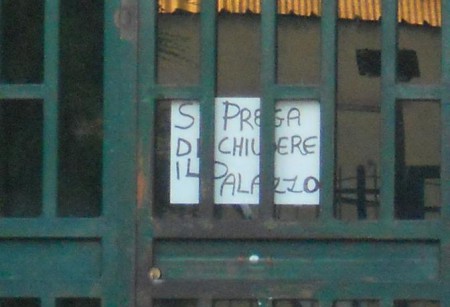 SI PREGA
DI CHIUDERE
IL PALAZZO